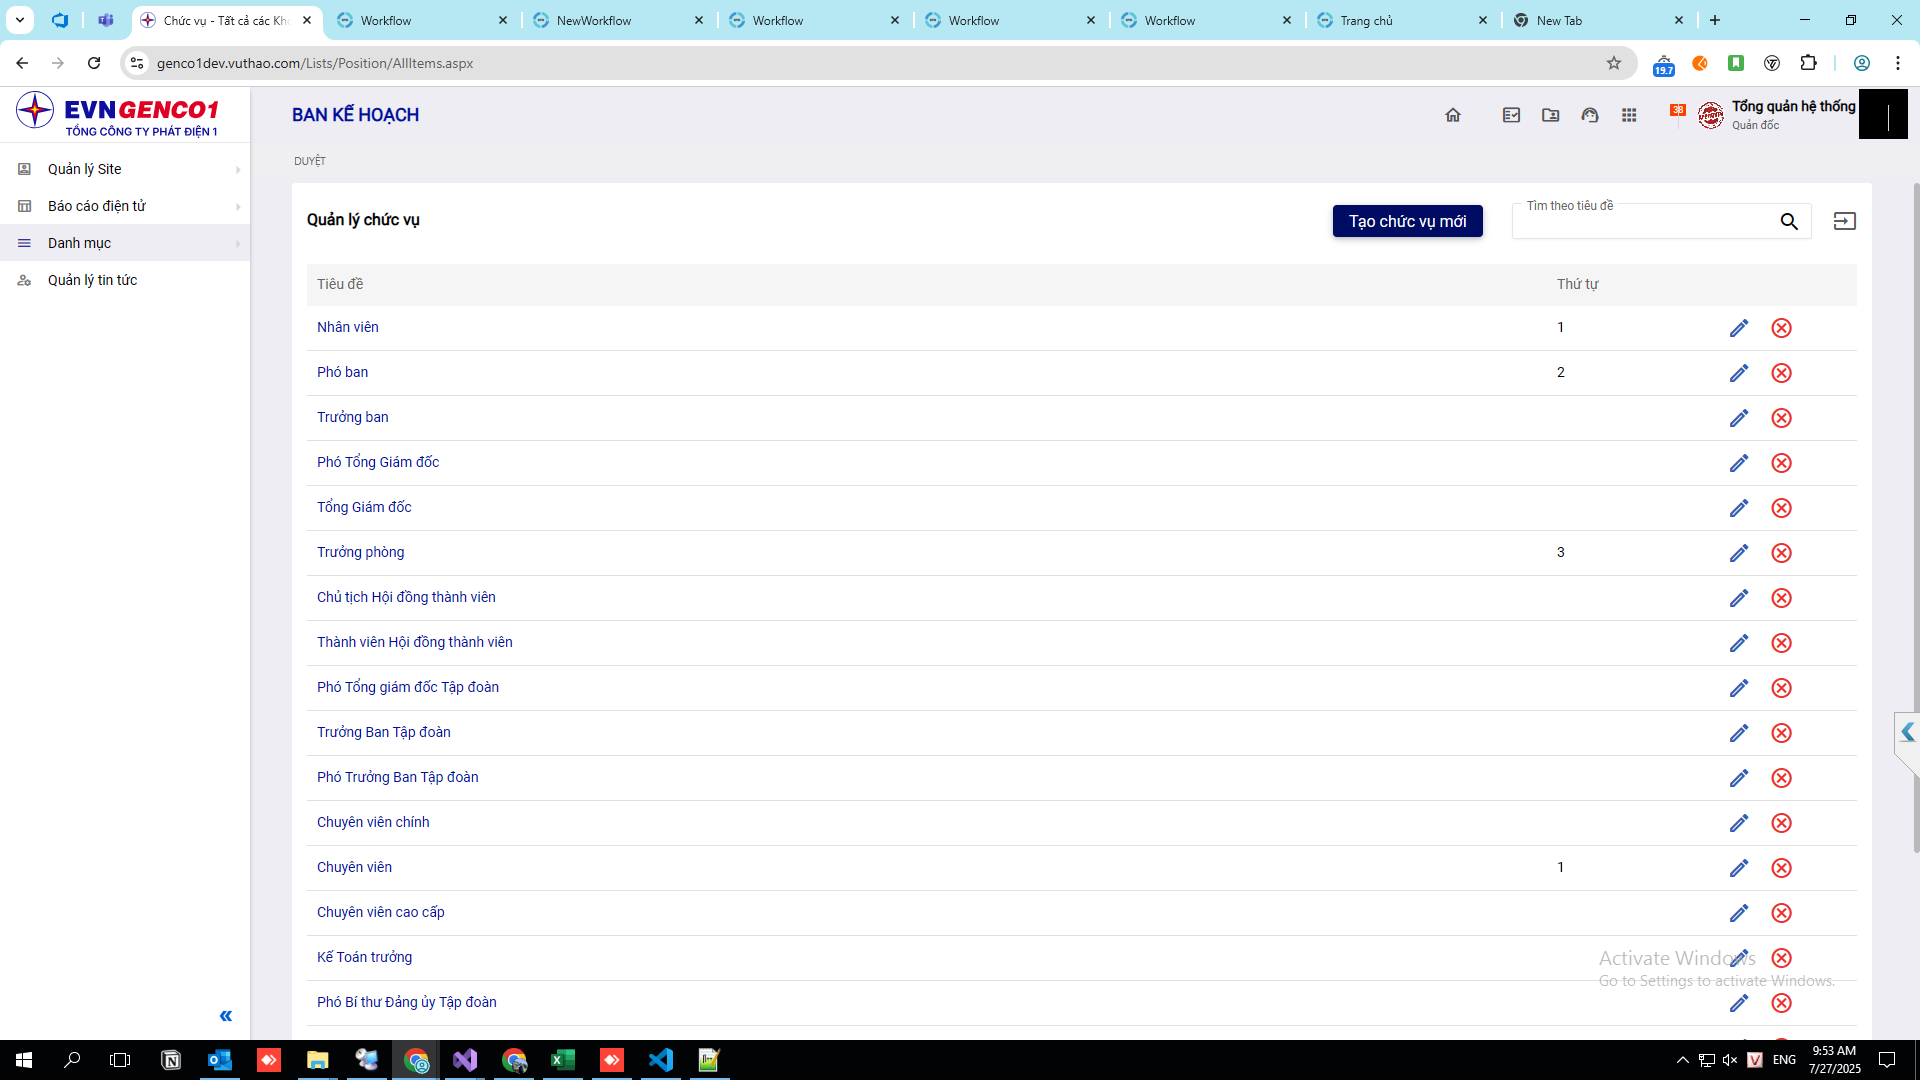 Chức vụ - Tất cả các Kh
Workflow
NewWorkflow
Workflow
Workflow
Workflow
Trang chủ
New Tab
genco1dev.vuthao.com/Lists/Position/AllItems.aspx
19.7
EVNGENCO1
TỔNG CÔNG TY PHÁT ĐIỆN 1
BAN KẾ HOẠCH
38
Tổng quản hệ thống
Quản đốc
Quản lý Site
Báo cáo điện tử
Danh mục
Quản lý tin tức
DUYỆT
Quản lý chức vụ
Tạo chức vụ mới
Tìm theo tiêu đề
Tiêu đề
Thứ tự
Nhân viên
1
Phó ban
2
Trưởng ban
Phó Tổng Giám đốc
Tổng Giám đốc
Trưởng phòng
3
Chủ tịch Hội đồng thành viên
Thành viên Hội đồng thành viên
Phó Tổng giám đốc Tập đoàn
Trưởng Ban Tập đoàn
Phó Trưởng Ban Tập đoàn
Chuyên viên chính
Chuyên viên
1
Chuyên viên cao cấp
Kế Toán trưởng
Phó Bí thư Đảng ủy Tập đoàn
Activate Windows
Go to Settings to activate Windows.
ENG
9:53 AM
7/27/2025